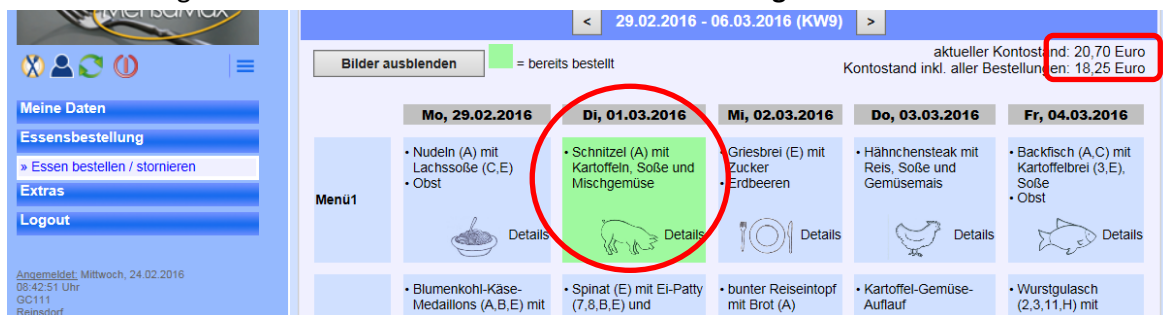 MensaMax
< 29.02.2016 - 06.03.2016 (KW9) >
Bilder ausblenden = bereits bestellt
aktueller Kontostand: 20,70 Euro
Kontostand inkl. aller Bestellungen: 18,25 Euro
Meine Daten
Essensbestellung
» Essen bestellen / stornieren
Extras
Logout
Angemeldet: Mittwoch, 24.02.2016
08:42:51 Uhr
GC111
Reinsdorf
Mo, 29.02.2016 Di, 01.03.2016 Mi, 02.03.2016 Do, 03.03.2016 Fr, 04.03.2016
Menü1
• Nudeln (A) mit
Lachssoße (C,E)
• Obst
Details
• Schnitzel (A) mit
Kartoffeln, Soße und
Mischgemüse
Details
• Griesbrei (E) mit
Zucker
• Erdbeeren
Details
• Hähnchensteak mit
Reis, Soße und
Gemüsemais
Details
• Backfisch (A,C) mit
Kartoffelbrei (3,E),
Soße
• Obst
Details
• Blumenkohl-Käse-
Medaillons (A,B,E) mit
• Spinat (E) mit Ei-Patty
(7,8,B,E) und
• bunter Reiseintopf
mit Brot (A)
• Kartoffel-Gemüse-
Auflauf
• Wurstgulasch
(2,3,11,H) mit